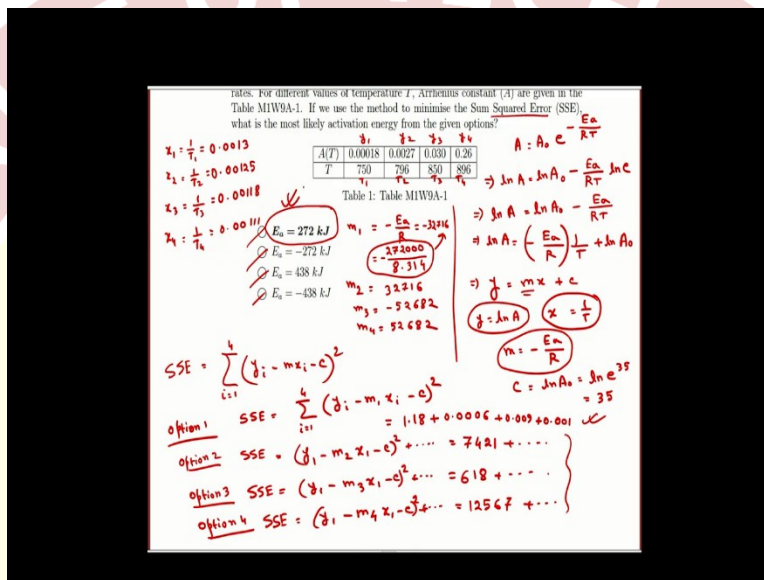 rates. For different values of temperature T, Arrhenius constant (A) are given in the
Table M1W9A-1. If we use the method to minimise the Sum Squared Error (SSE),
what is the most likely activation energy from the given options?
y₁ y₂ y₃ y₄
A(T) 0.00018 0.0027 0.030 0.26
T 750 796 850 896
T₁ T₂ T₃ T₄
Table 1: Table M1W9A-1
x₁ = 1/T₁ = 0.0013
x₂ = 1/T₂ = 0.00125
x₃ = 1/T₃ = 0.00118
x₄ = 1/T₄ = 0.00111
Eₐ = 272 kJ
Eₐ = −272 kJ
Eₐ = 438 kJ
Eₐ = −438 kJ
m₁ = - Ea/R = -32716
= - 272000/8.314
m₂ = 32716
m₃ = -52682
m₄ = 52682
A = A₀ e^(-Ea/RT)
⇒ ln A = ln A₀ - Ea/RT ln e
⇒ ln A = ln A₀ - Ea/RT
⇒ ln A = (-Ea/R) 1/T + ln A₀
⇒ y = mx + c
y = ln A x = 1/T
m = - Ea/R
C = ln A₀ = ln e³⁵
= 35
SSE = Σ_{i=1}^{4} (yᵢ - mxᵢ - c)²
option 1 SSE = Σ_{i=1}^{4} (yᵢ - m₁xᵢ - c)²
= 1.18 + 0.0006 + 0.009 + 0.001
option 2 SSE = (y₁ - m₂x₁ - c)² + .... = 7421 + ....
option 3 SSE = (y₁ - m₃x₁ - c)² + ... = 618 + ....
option 4 SSE = (y₁ - m₄x₁ - c)² + ... = 12567 + ...